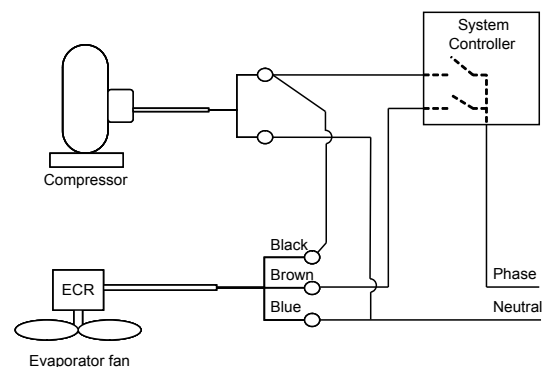 System
Controller
Compressor
Black
Brown
Blue
ECR
Phase
Neutral
Evaporator fan